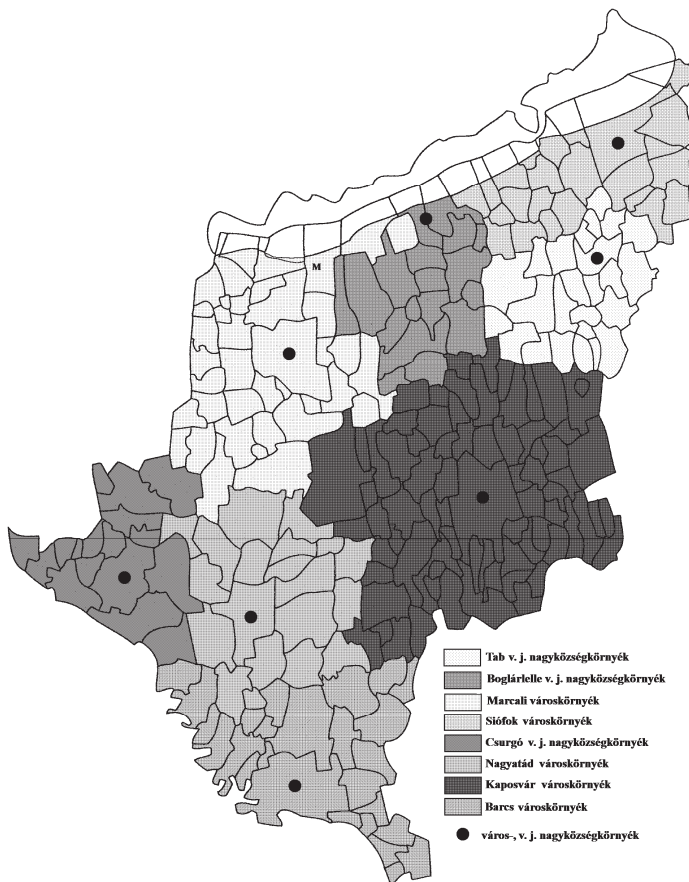 M
Tab v. j. nagyközségkörnyék
Boglárlelle v. j. nagyközségkörnyék
Marcali városkörnyék
Siófok városkörnyék
Csurgó v. j. nagyközségkörnyék
Nagyatád városkörnyék
Kaposvár városkörnyék
Barcs városkörnyék
város-, v. j. nagyközségkörnyék